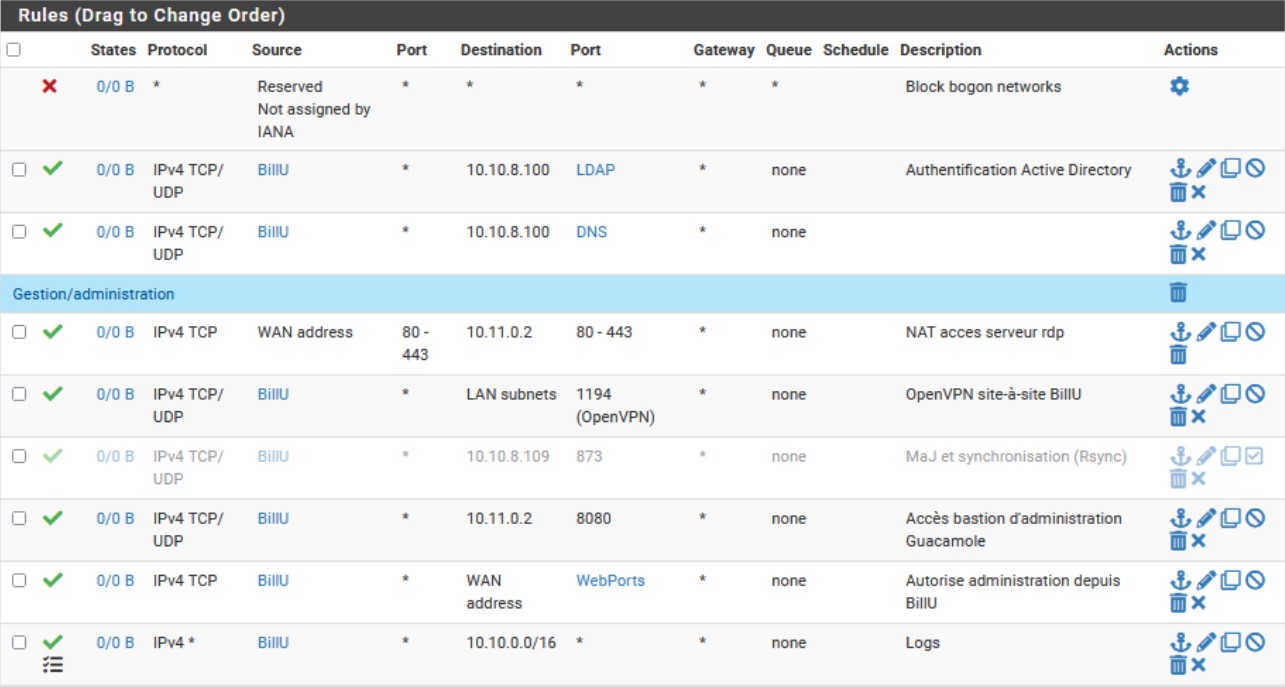 Rules (Drag to Change Order)
States Protocol Source Port Destination Port Gateway Queue Schedule Description Actions
0/0 B * Reserved * * * * * Block bogon networks
Not assigned by
IANA
0/0 B IPv4 TCP/ BillU * 10.10.8.100 LDAP * none Authentification Active Directory
UDP
0/0 B IPv4 TCP/ BillU * 10.10.8.100 DNS * none
UDP
Gestion/administration
0/0 B IPv4 TCP WAN address 80 - 10.11.0.2 80 - 443 * none NAT acces serveur rdp
443
0/0 B IPv4 TCP/ BillU * LAN subnets 1194 * none OpenVPN site-à-site BillU
UDP (OpenVPN)
0/0 B IPv4 TCP/ BillU * 10.10.8.109 873 * none MaJ et synchronisation (Rsync)
UDP
0/0 B IPv4 TCP/ BillU * 10.11.0.2 8080 * none Accès bastion d'administration
UDP Guacamole
0/0 B IPv4 TCP BillU * WAN WebPorts * none Autorise administration depuis
address BillU
0/0 B IPv4 * BillU * 10.10.0.0/16 * * none Logs